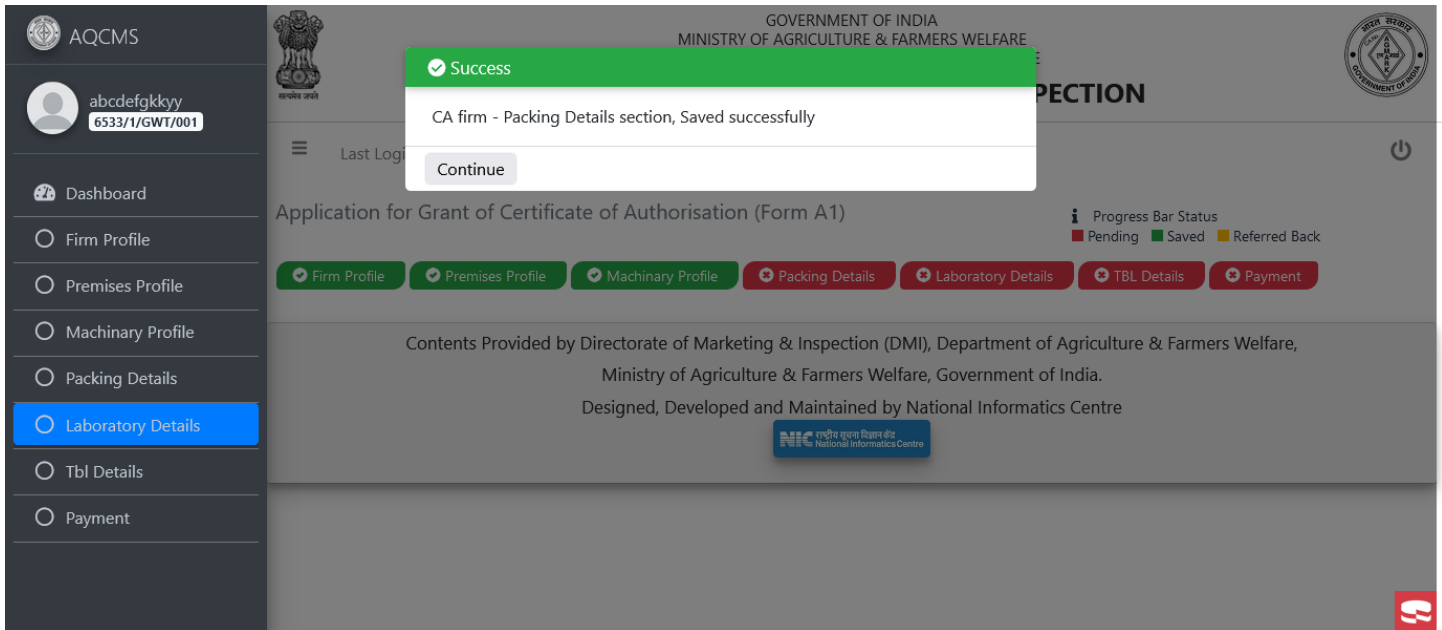 AQCMS
abcdefgkkyy
6533/1/GWT/001
Dashboard
Firm Profile
Premises Profile
Machinary Profile
Packing Details
Laboratory Details
Tbl Details
Payment
सत्यमेव जयते
GOVERNMENT OF INDIA
MINISTRY OF AGRICULTURE & FARMERS WELFARE
E
PECTION
Success
CA firm - Packing Details section, Saved successfully
Continue
Last Logi
Application for Grant of Certificate of Authorisation (Form A1)
Progress Bar Status
Pending Saved Referred Back
Firm Profile Premises Profile Machinary Profile Packing Details Laboratory Details TBL Details Payment
Contents Provided by Directorate of Marketing & Inspection (DMI), Department of Agriculture & Farmers Welfare,
Ministry of Agriculture & Farmers Welfare, Government of India.
Designed, Developed and Maintained by National Informatics Centre
NIC राष्ट्रीय सूचना विज्ञान केंद्र
National Informatics Centre